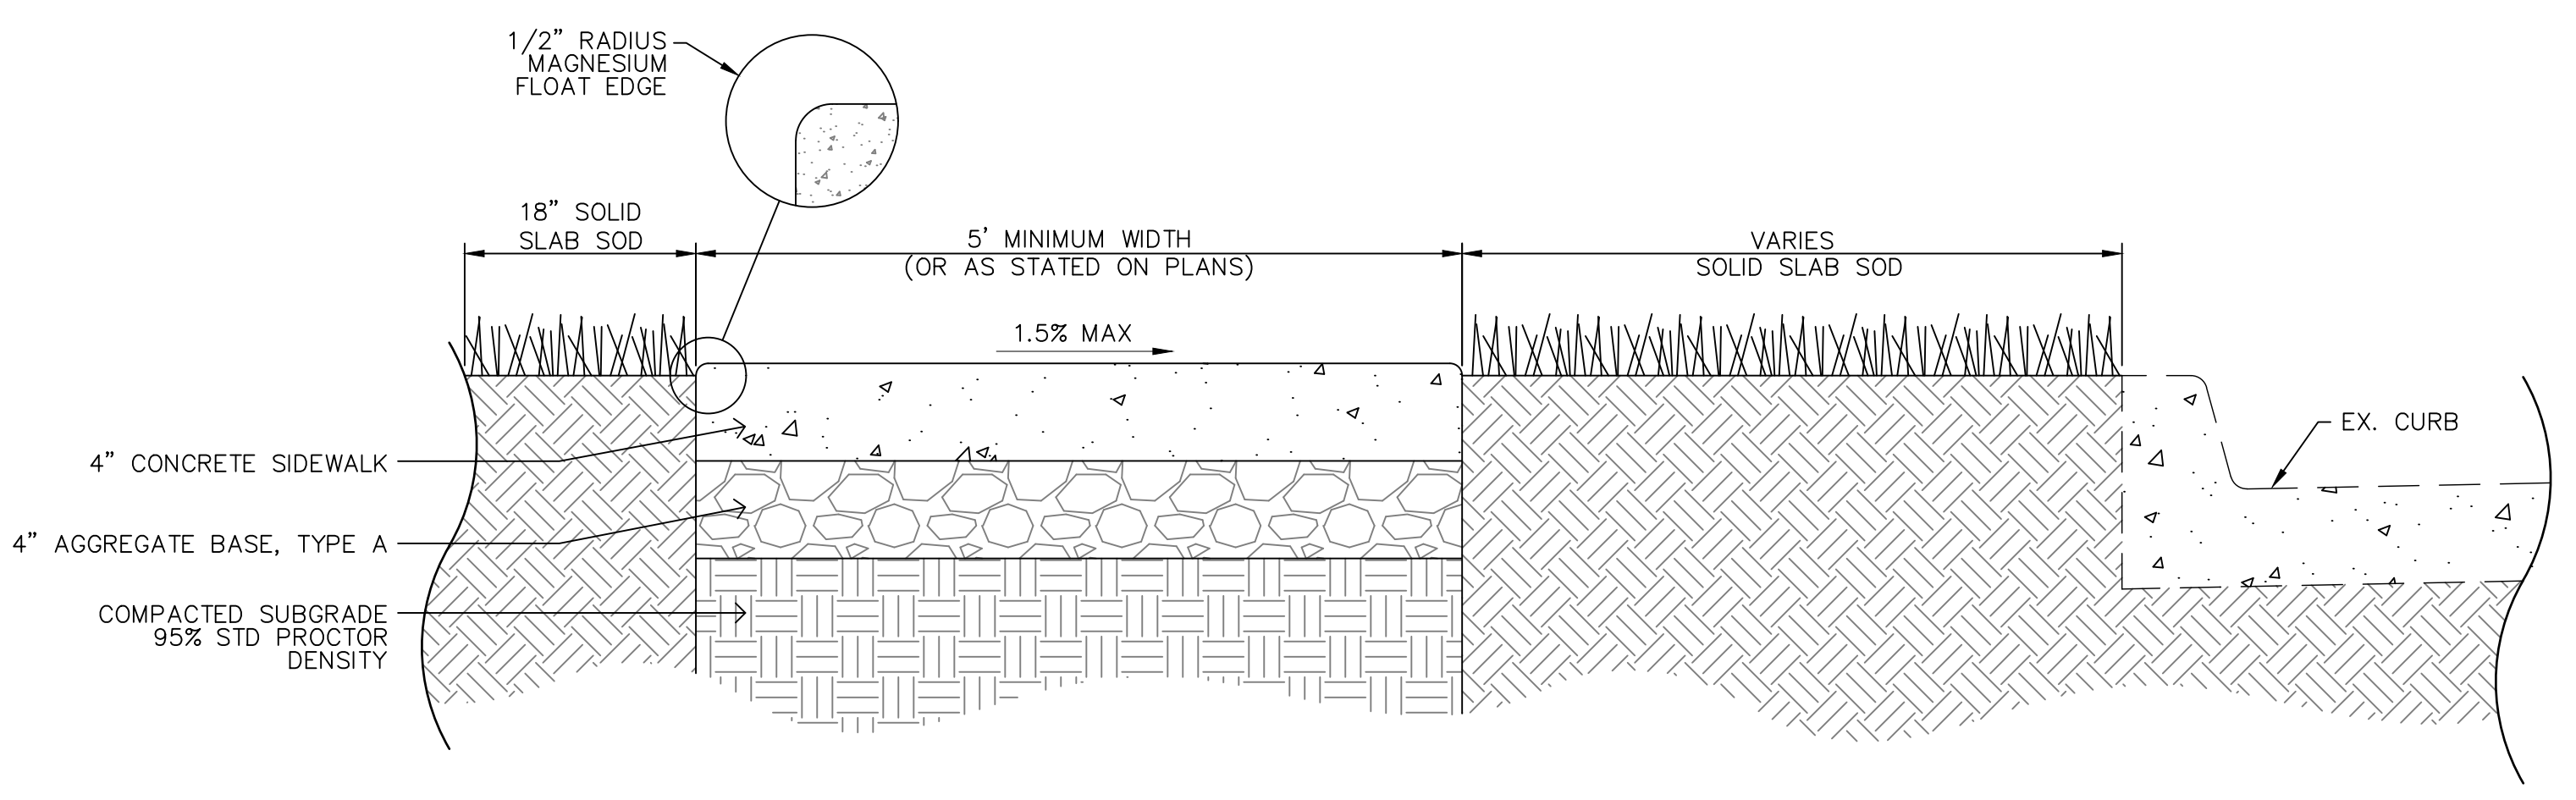 1/2” RADIUS
MAGNESIUM
FLOAT EDGE
18” SOLID
SLAB SOD
5’ MINIMUM WIDTH
(OR AS STATED ON PLANS)
VARIES
SOLID SLAB SOD
1.5% MAX
EX. CURB
4” CONCRETE SIDEWALK
4” AGGREGATE BASE, TYPE A
COMPACTED SUBGRADE
95% STD PROCTOR
DENSITY